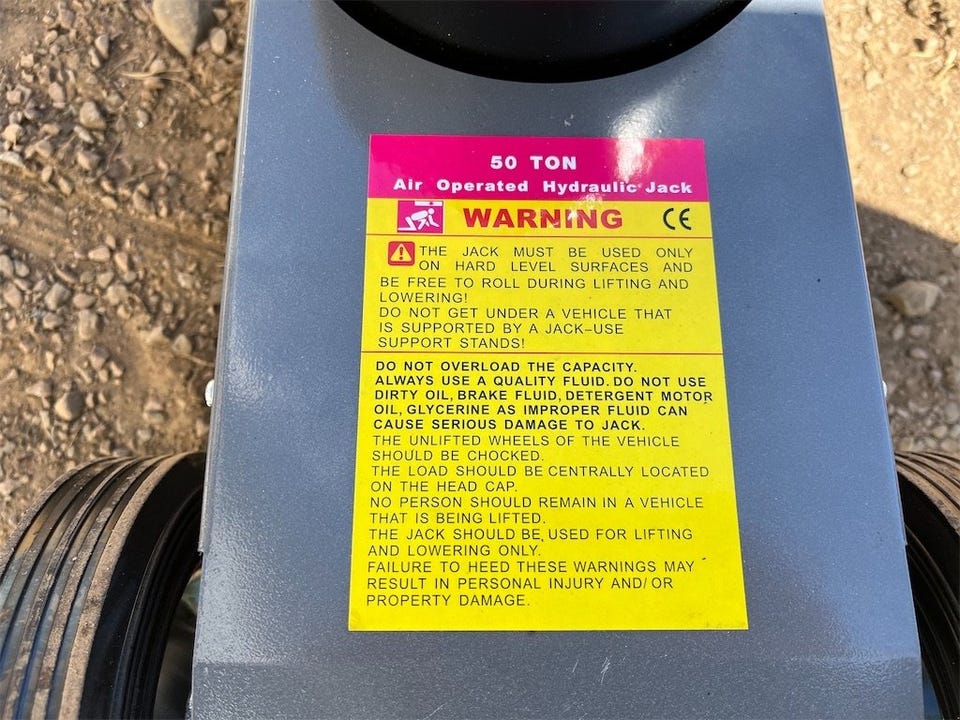 50 TON
Air Operated Hydraulic Jack
WARNING CE
THE JACK MUST BE USED ONLY
ON HARD LEVEL SURFACES AND
BE FREE TO ROLL DURING LIFTING AND
LOWERING!
DO NOT GET UNDER A VEHICLE THAT
IS SUPPORTED BY A JACK–USE
SUPPORT STANDS!
DO NOT OVERLOAD THE CAPACITY.
ALWAYS USE A QUALITY FLUID. DO NOT USE
DIRTY OIL, BRAKE FLUID, DETERGENT MOTOR
OIL, GLYCERINE AS IMPROPER FLUID CAN
CAUSE SERIOUS DAMAGE TO JACK.
THE UNLIFTED WHEELS OF THE VEHICLE
SHOULD BE CHOCKED.
THE LOAD SHOULD BE CENTRALLY LOCATED
ON THE HEAD CAP.
NO PERSON SHOULD REMAIN IN A VEHICLE
THAT IS BEING LIFTED.
THE JACK SHOULD BE USED FOR LIFTING
AND LOWERING ONLY.
FAILURE TO HEED THESE WARNINGS MAY
RESULT IN PERSONAL INJURY AND/ OR
PROPERTY DAMAGE.